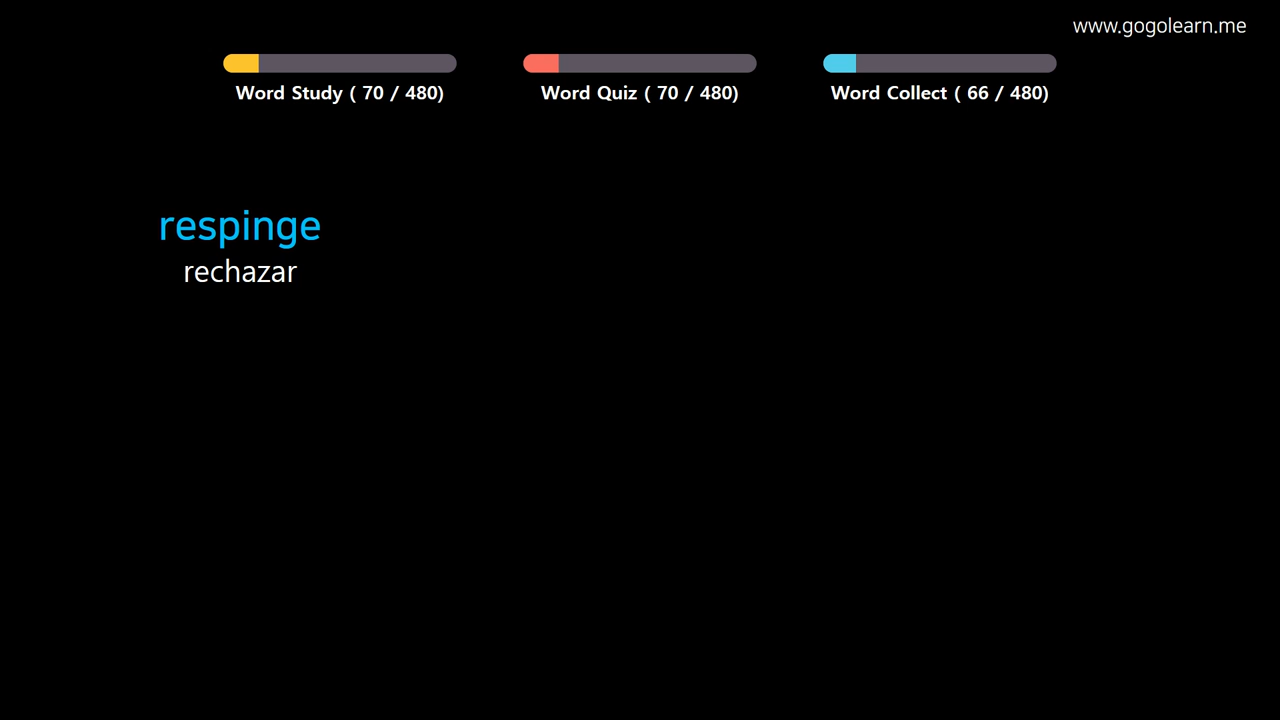 www.gogolearn.me
Word Study ( 70 / 480)
Word Quiz ( 70 / 480)
Word Collect ( 66 / 480)
respinge
rechazar